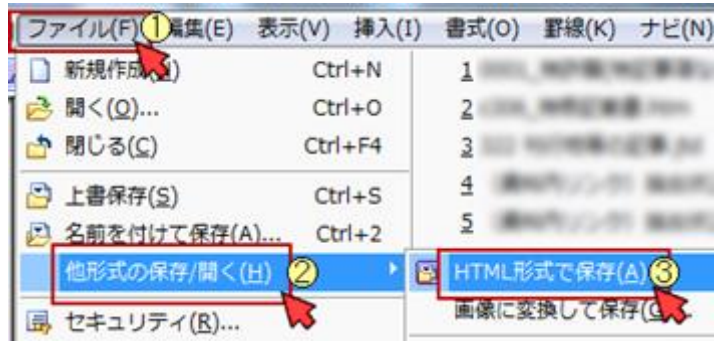 ファイル(F) ① 編集(E) 表示(V) 挿入(I) 書式(O) 罫線(K) ナビ(N)
新規作成(N) Ctrl+N 1
開く(O)... Ctrl+O 2
閉じる(C) Ctrl+F4 3
上書保存(S) Ctrl+S 4
名前を付けて保存(A)... Ctrl+2 5
他形式の保存/開く(H) ② HTML形式で保存(A) ③
セキュリティ(R)... 画像に変換して保存(G)...